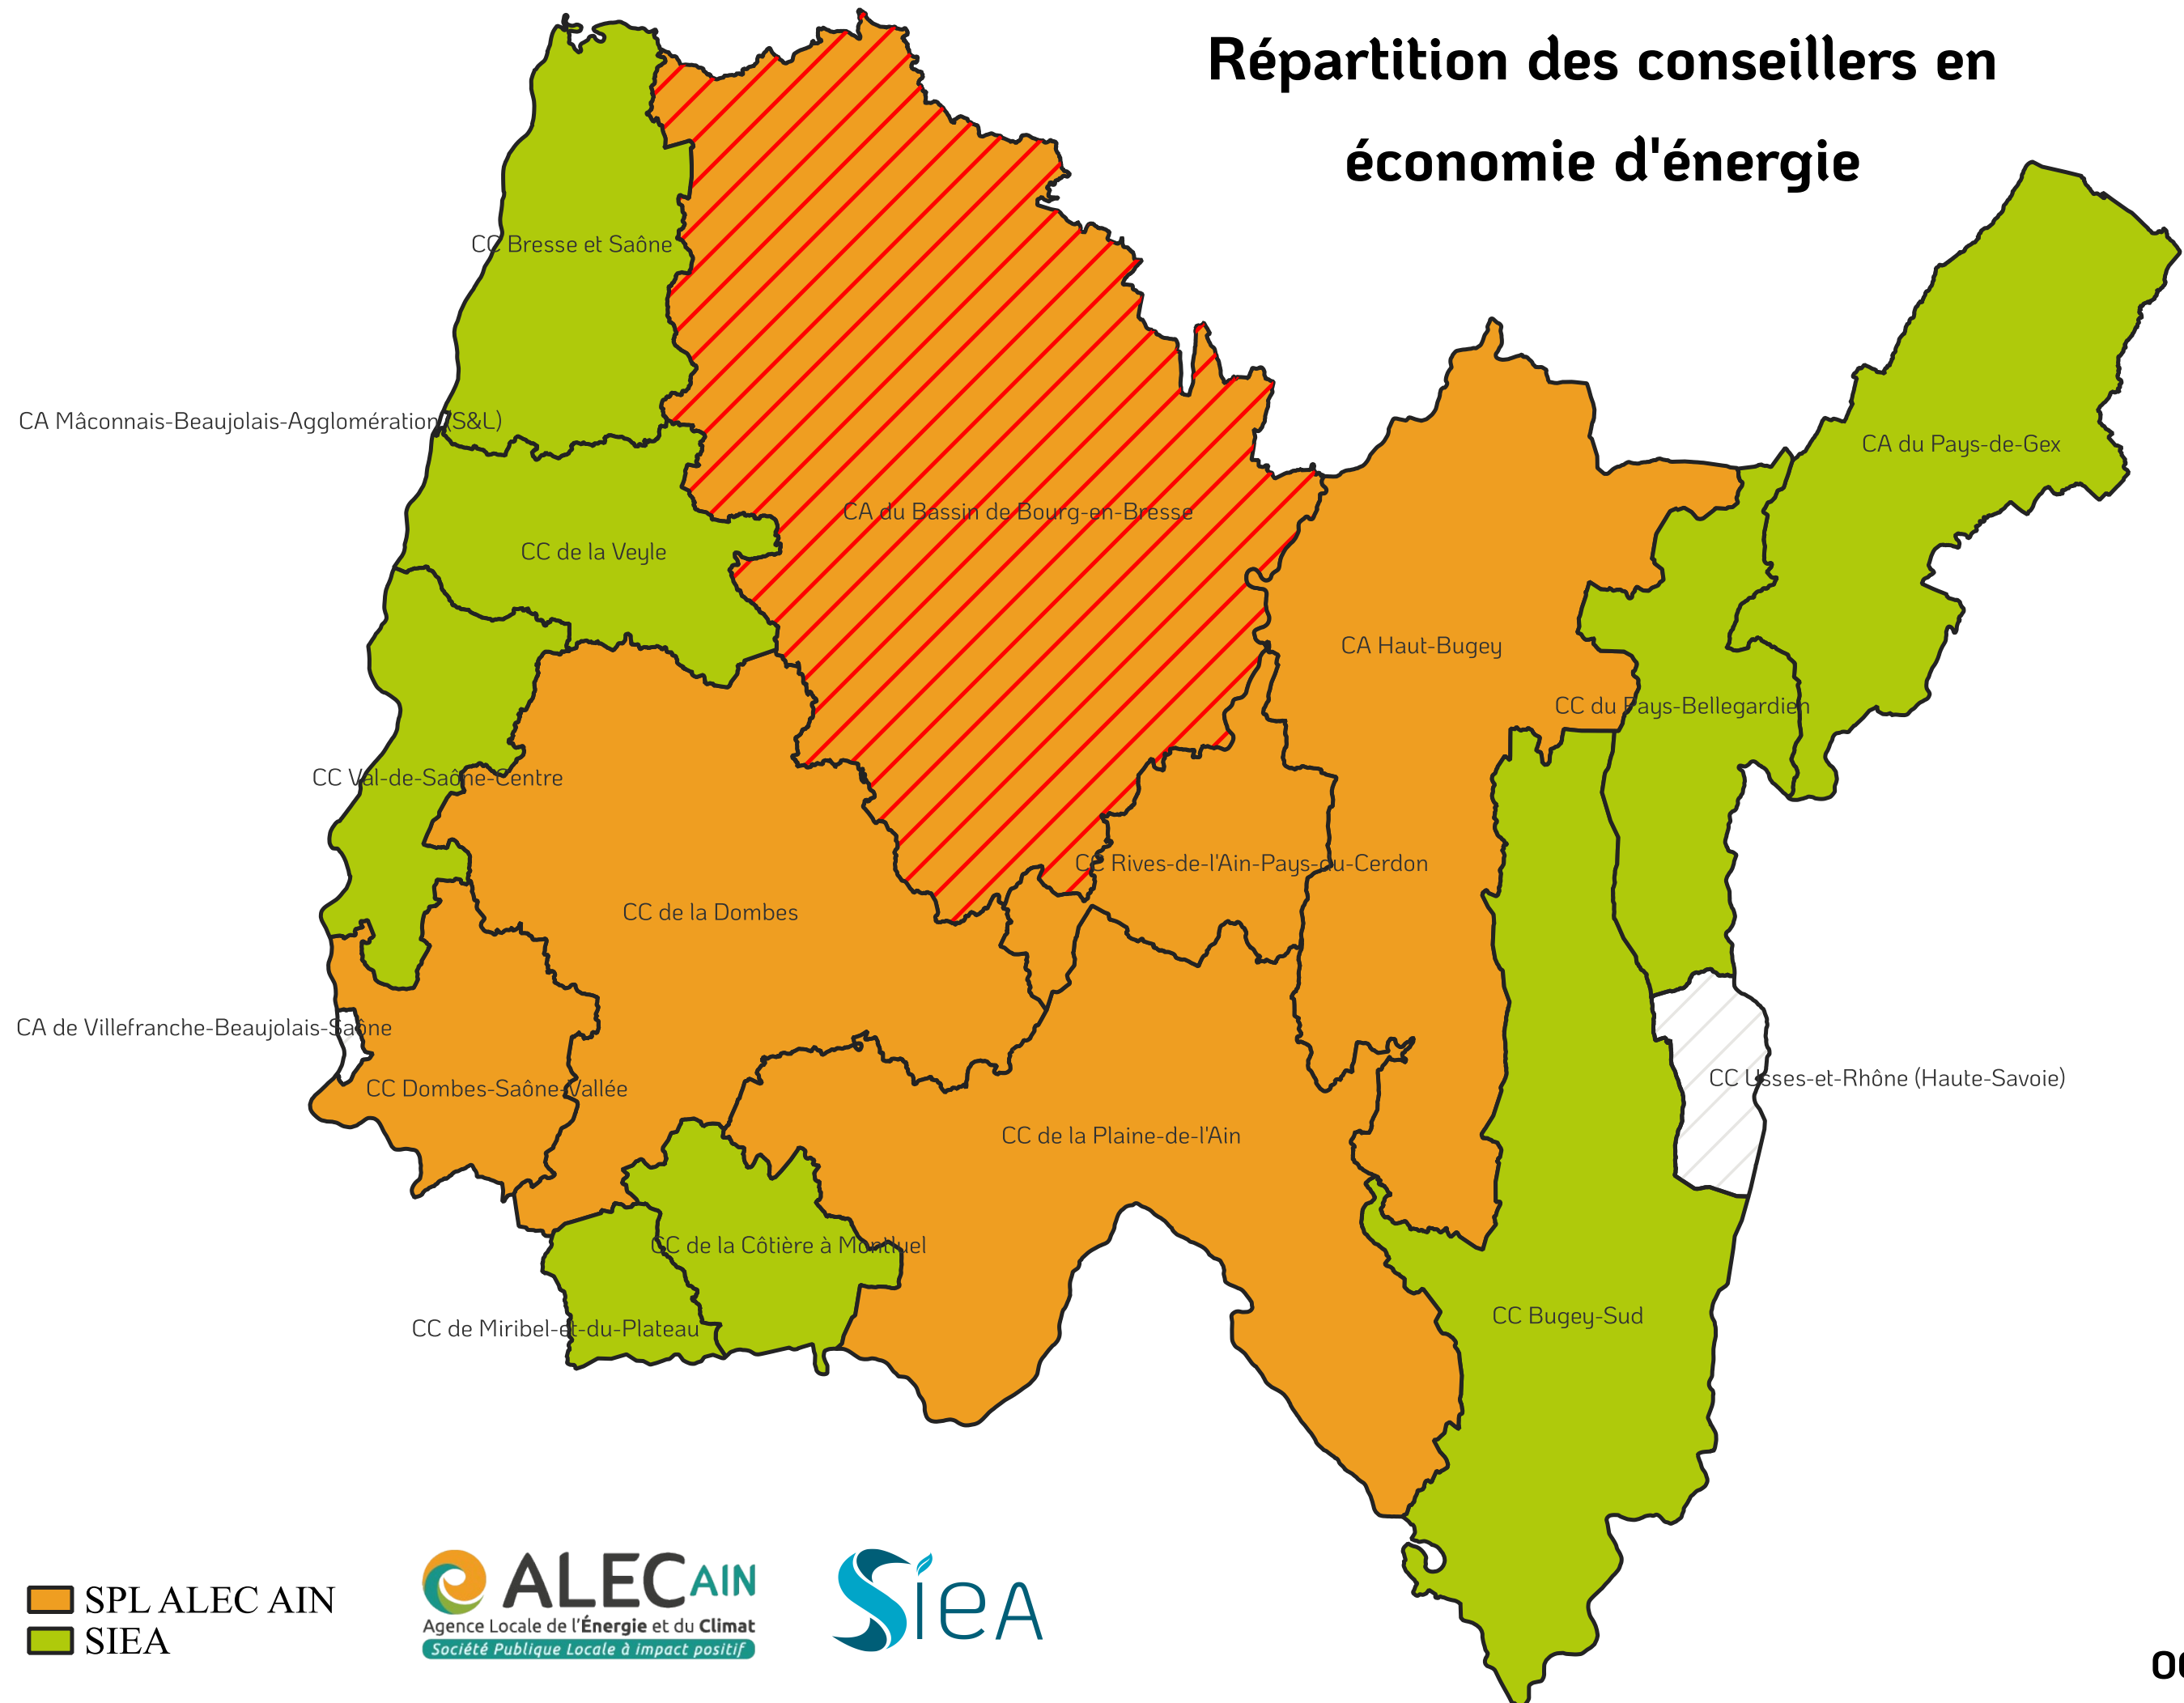 Répartition des conseillers en
économie d'énergie
CC Bresse et Saône
CA Mâconnais-Beaujolais-Agglomération (S&L)
CA du Pays-de-Gex
CA du Bassin de Bourg-en-Bresse
CC de la Veyle
CA Haut-Bugey
CC du Pays-Bellegardien
CC Val-de-Saône-Centre
CC Rives-de-l'Ain-Pays-du-Cerdon
CC de la Dombes
CA de Villefranche-Beaujolais-Saône
CC Usses-et-Rhône (Haute-Savoie)
CC Dombes-Saône-Vallée
CC de la Plaine-de-l'Ain
CC de la Côtière à Montluel
CC Bugey-Sud
CC de Miribel-et-du-Plateau
SPL ALEC AIN
SIEA
ALEC AIN
Agence Locale de l'Énergie et du Climat
Société Publique Locale à impact positif
SIEA